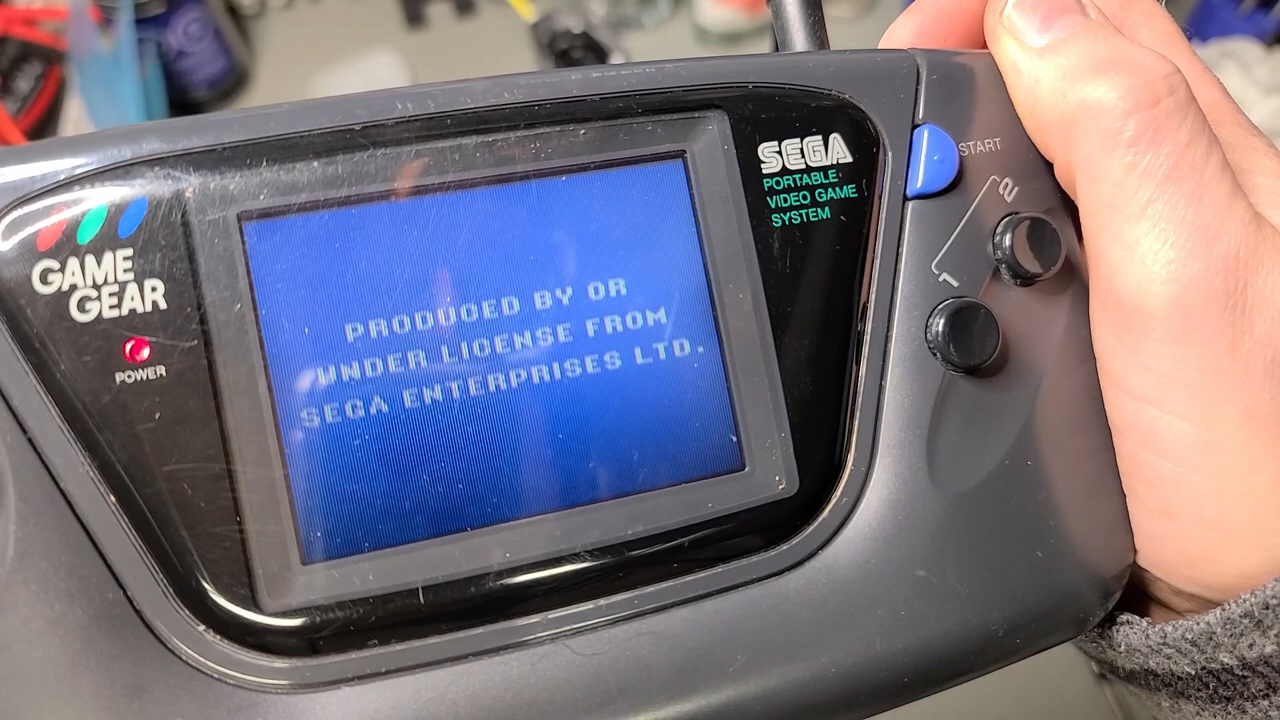 GAME
GEAR
POWER
PRODUCED BY OR
UNDER LICENSE FROM
SEGA ENTERPRISES LTD.
SEGA
PORTABLE
VIDEO GAME
SYSTEM
START
2
1